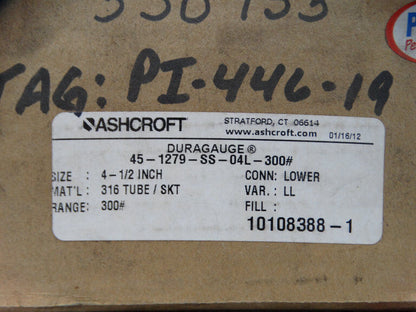 TAG: PI-446-19
ASHCROFT
STRATFORD, CT 06614
www.ashcroft.com 01/16/12
DURAGAUGE®
45-1279-SS-04L-300#
SIZE : 4-1/2 INCH CONN: LOWER
MAT'L: 316 TUBE / SKT VAR. : LL
RANGE: 300# FILL :
10108388-1